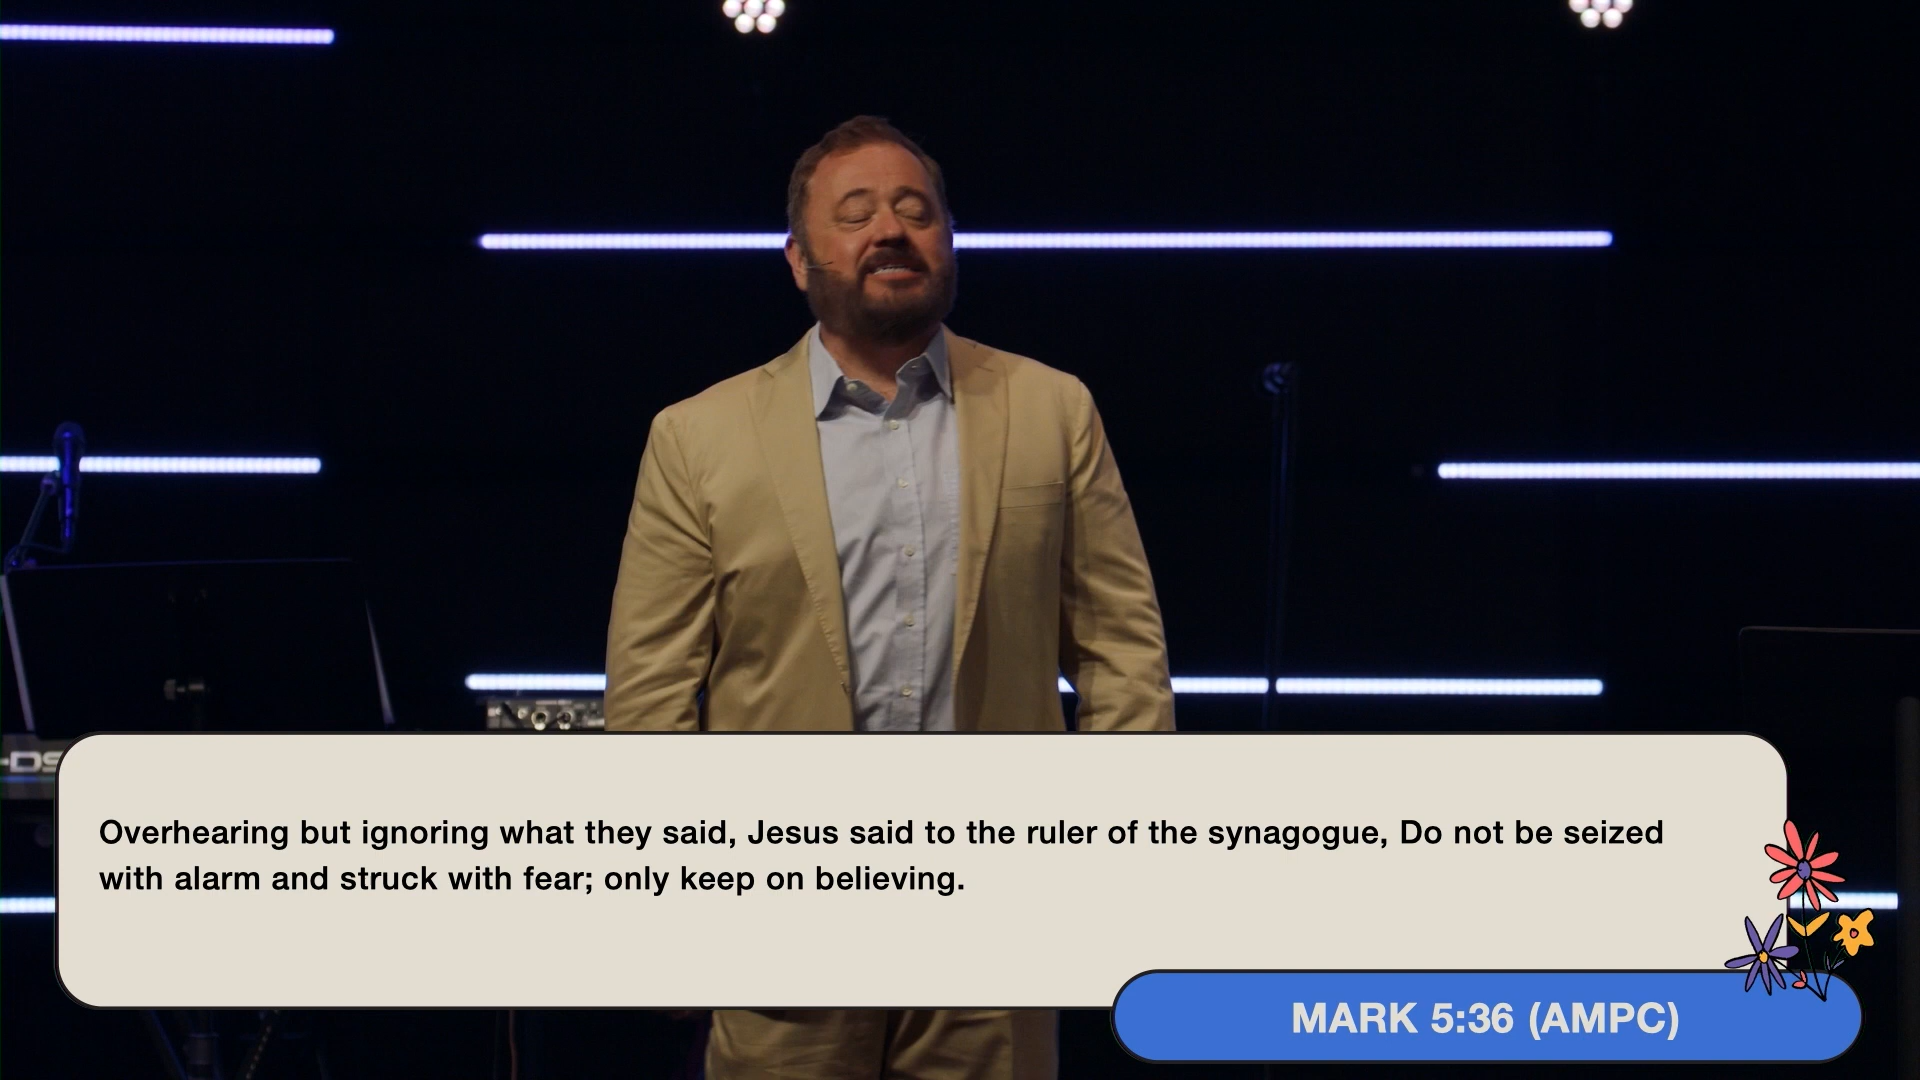 -DS
Overhearing but ignoring what they said, Jesus said to the ruler of the synagogue, Do not be seized
with alarm and struck with fear; only keep on believing.
MARK 5:36 (AMPC)